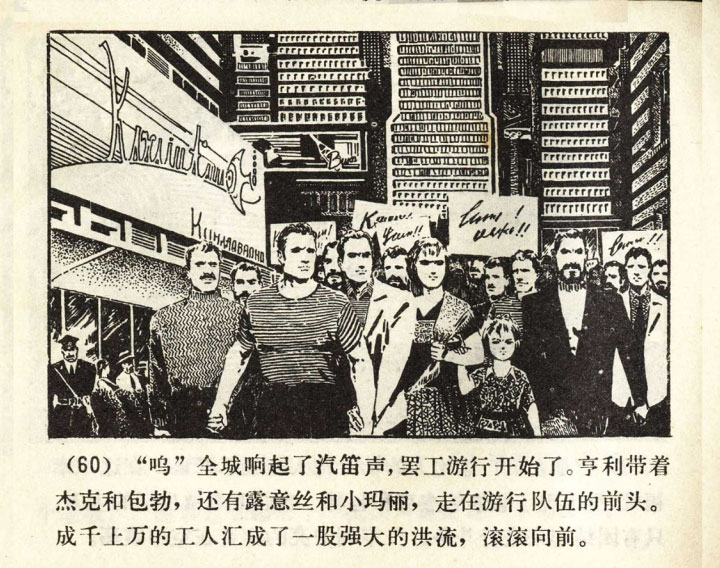 (60) “呜”全城响起了汽笛声，罢工游行开始了。亨利带着
杰克和包勃，还有露意丝和小玛丽，走在游行队伍的前头。
成千上万的工人汇成了一股强大的洪流，滚滚向前。